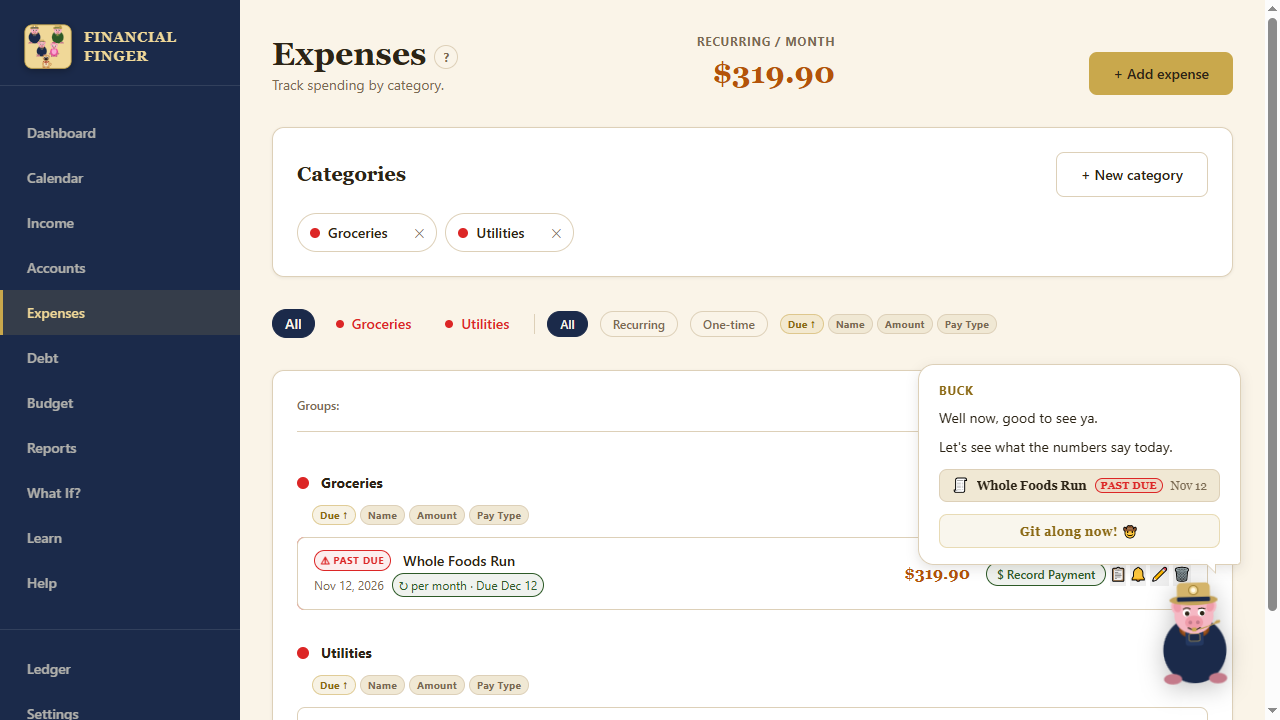 FINANCIAL
FINGER
Dashboard
Calendar
Income
Accounts
Expenses
Debt
Budget
Reports
What If?
Learn
Help
Ledger
Settings
Expenses ?
Track spending by category.
RECURRING / MONTH
$319.90
+ Add expense
Categories
+ New category
Groceries ×
Utilities ×
All Groceries Utilities All Recurring One-time Due ↑ Name Amount Pay Type
Groups:
Groceries
Due ↑ Name Amount Pay Type
⚠ PAST DUE Whole Foods Run
Nov 12, 2026 ↻ per month · Due Dec 12
$319.90 $ Record Payment
Utilities
Due ↑ Name Amount Pay Type
BUCK
Well now, good to see ya.
Let's see what the numbers say today.
Whole Foods Run PAST DUE Nov 12
Git along now! 🤠